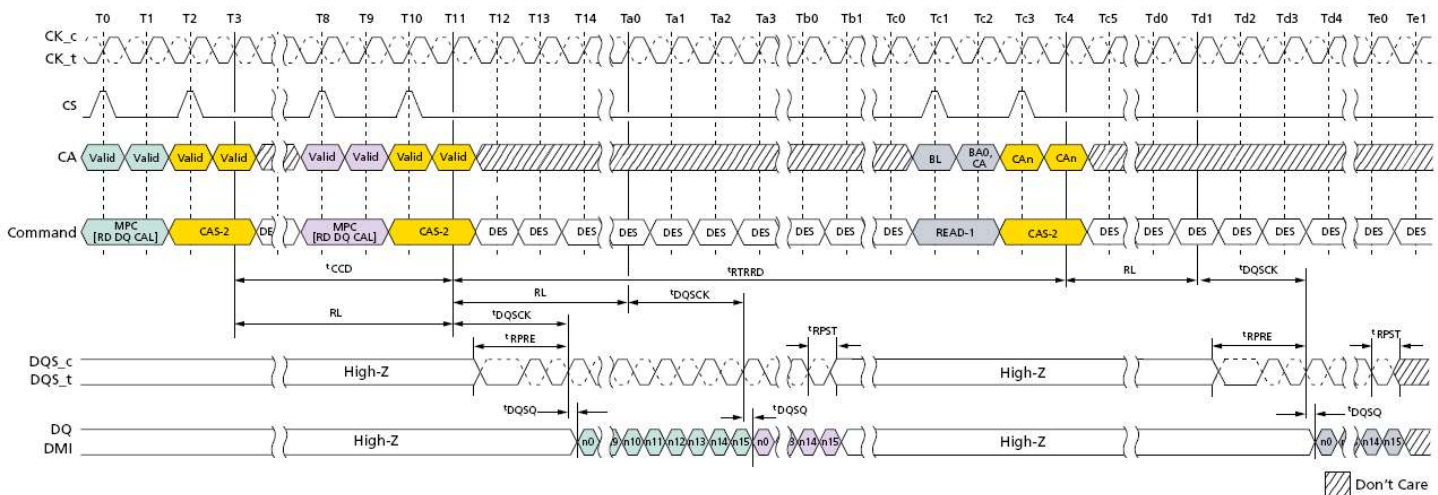 T0 T1 T2 T3 T8 T9 T10 T11 T12 T13 T14 Ta0 Ta1 Ta2 Ta3 Tb0 Tb1 Tc0 Tc1 Tc2 Tc3 Tc4 Tc5 Td0 Td1 Td2 Td3 Td4 Te0 Te1
CK_c
CK_t
CS
CA Valid Valid Valid Valid Valid Valid Valid Valid BL BA0, CA CAn CAn
Command MPC [RD DQ CAL] CAS-2 DE MPC [RD DQ CAL] CAS-2 DES DES DES DES DES DES DES DES DES DES READ-1 CAS-2 DES DES DES DES DES DES DES DES
tCCD tRTRRD RL tDQSCK
RL tDQSCK
RL tDQSCK
tRPRE tRPST tRPRE tRPST
DQS_c
DQS_t
High-Z High-Z
tDQSQ tDQSQ tDQSQ
DQ
DMI
High-Z n0 9 n10 n11 n12 n13 n14 n15 n0 3 n14 n15 High-Z n0 n14 n15
Don't Care